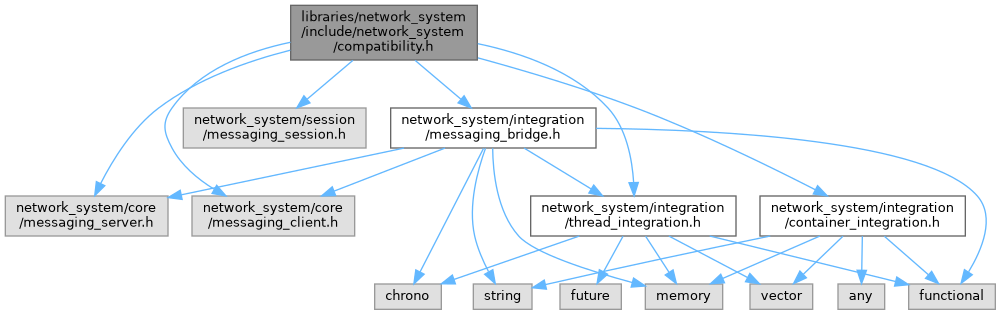 libraries/network_system
/include/network_system
/compatibility.h
network_system/session
/messaging_session.h
network_system/integration
/messaging_bridge.h
network_system/core
/messaging_server.h
network_system/core
/messaging_client.h
network_system/integration
/thread_integration.h
network_system/integration
/container_integration.h
chrono
string
future
memory
vector
any
functional